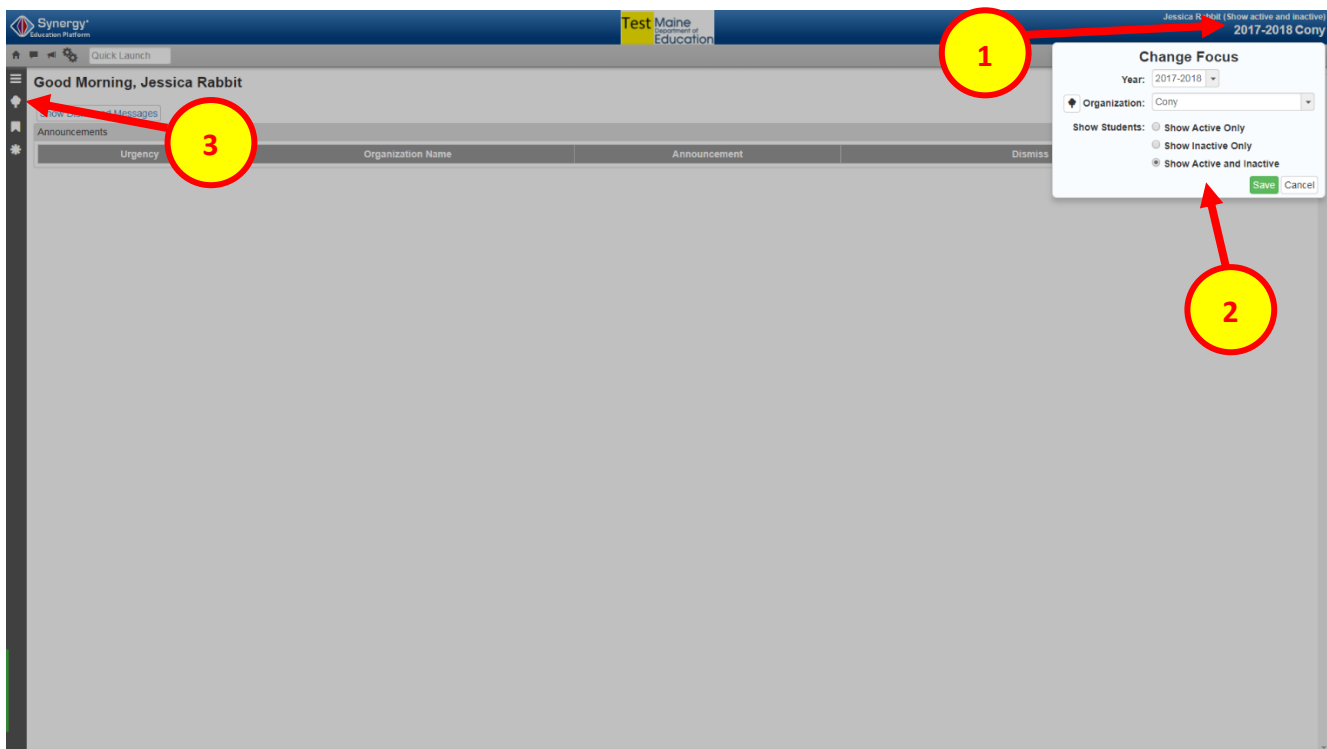 Synergy
Education Platform
Test Maine
Department of
Education
Jessica Rabbit (Show active and inactive)
2017-2018 Cony
Quick Launch
Good Morning, Jessica Rabbit
Show Messages
Announcements
Urgency Organization Name Announcement Dismiss
Change Focus
Year: 2017-2018
Organization: Cony
Show Students: Show Active Only
Show Inactive Only
Show Active and Inactive
Save Cancel
1
2
3